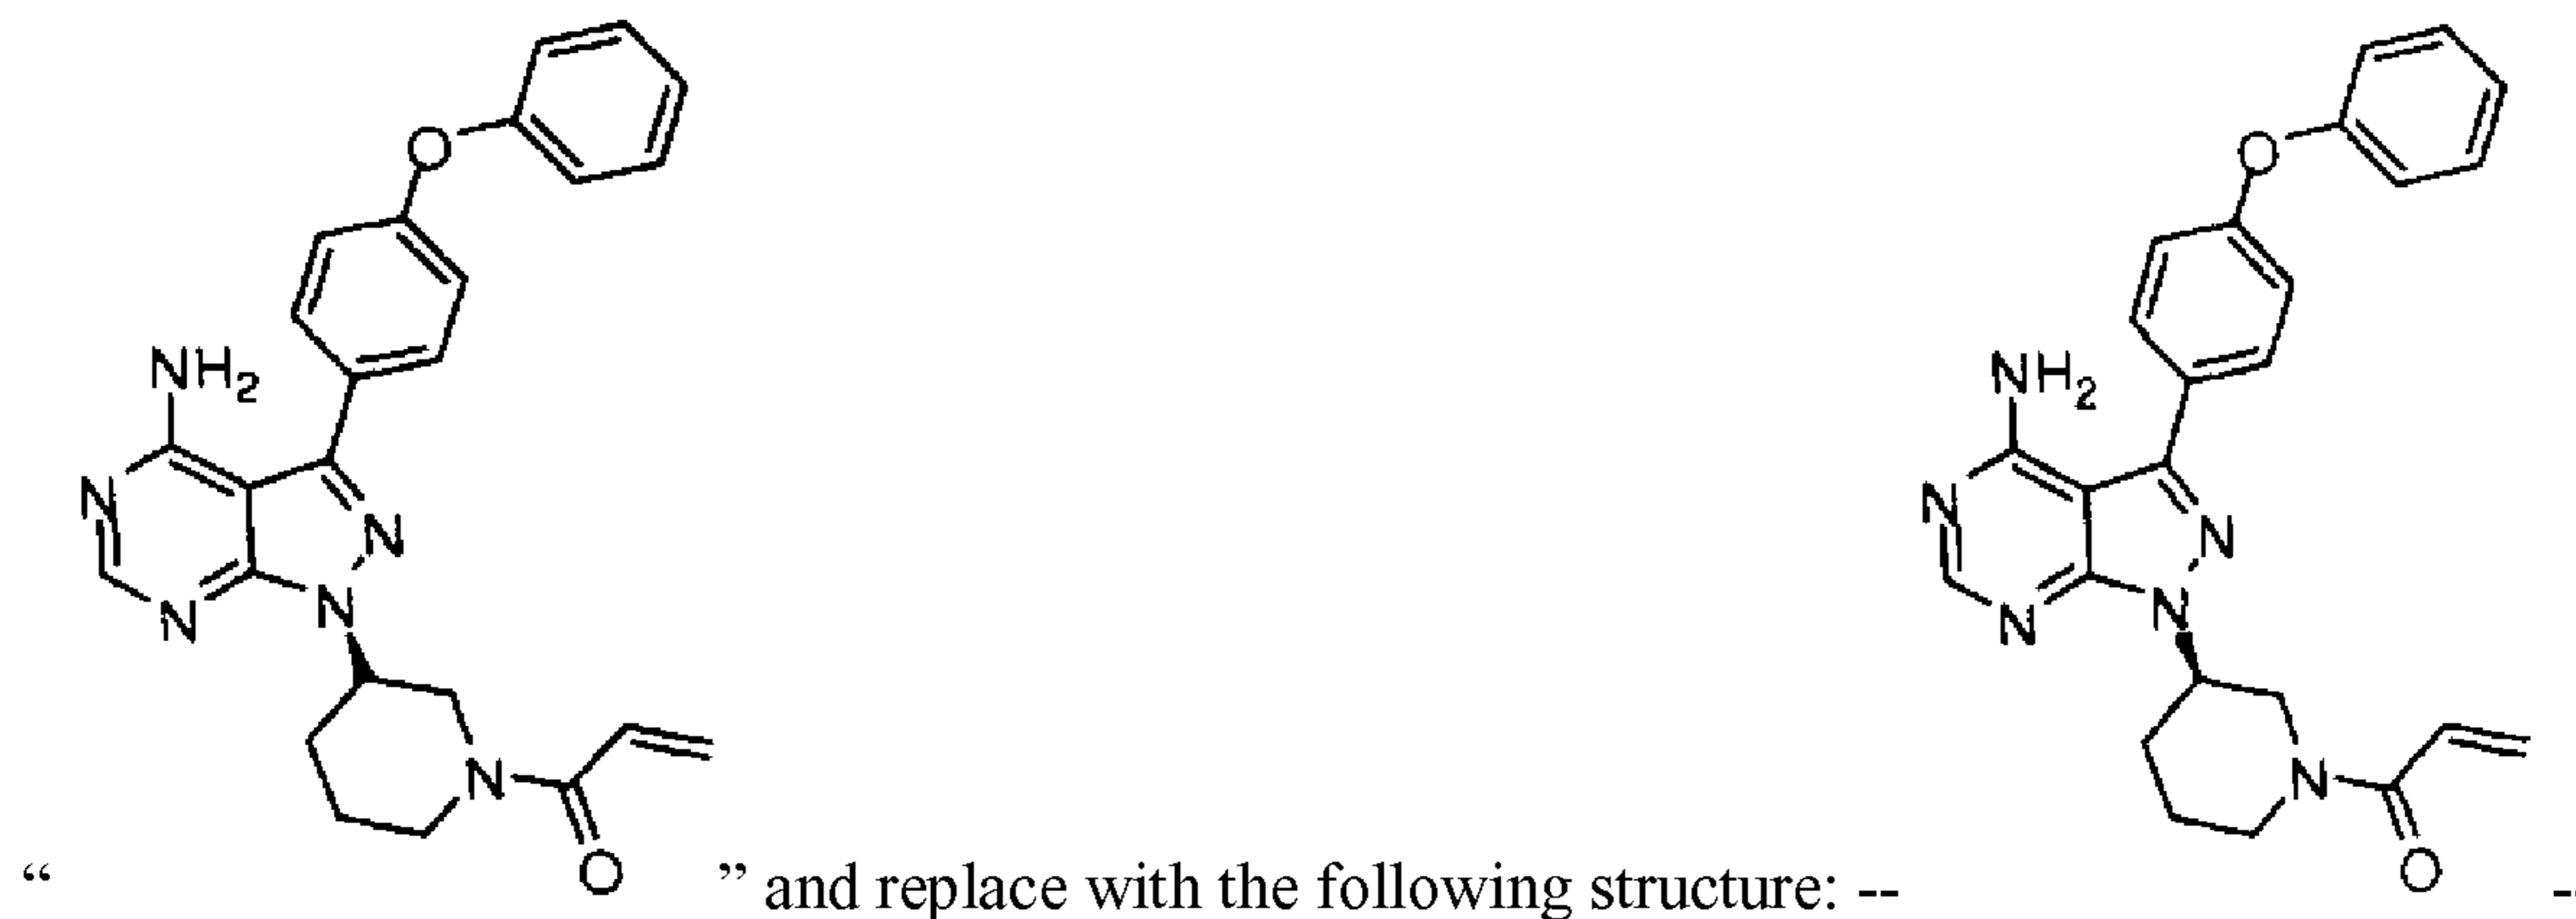 O
O
NH2
NH2
N
N
N
N
N
N
N
N
N
N
“ O ” and replace with the following structure: -- O --